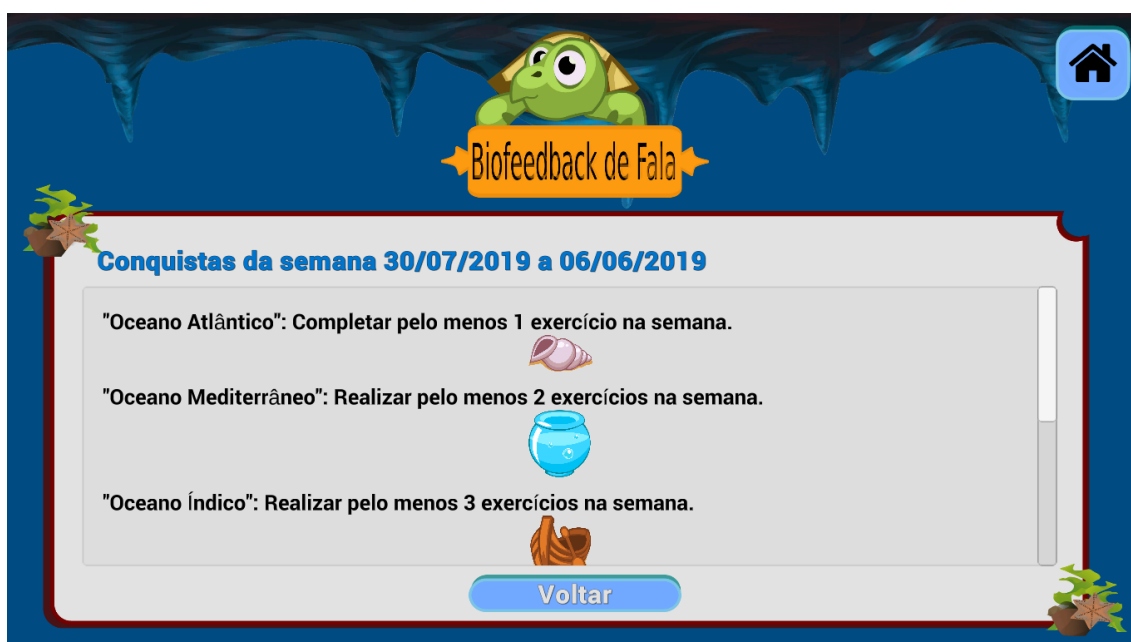 Biofeedback de Fala
Conquistas da semana 30/07/2019 a 06/06/2019
"Oceano Atlântico": Completar pelo menos 1 exercício na semana.
"Oceano Mediterrâneo": Realizar pelo menos 2 exercícios na semana.
"Oceano Índico": Realizar pelo menos 3 exercícios na semana.
Voltar